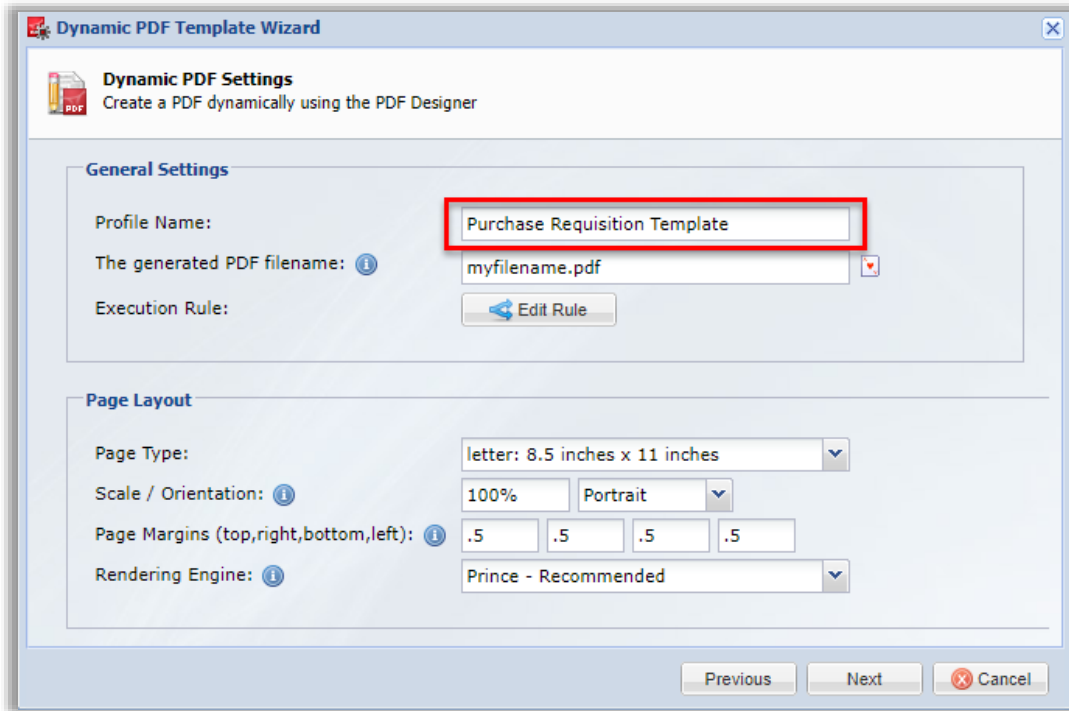 Dynamic PDF Template Wizard
Dynamic PDF Settings
Create a PDF dynamically using the PDF Designer
PDF
General Settings
Profile Name: Purchase Requisition Template
The generated PDF filename: myfilename.pdf
Execution Rule: Edit Rule
Page Layout
Page Type: letter: 8.5 inches x 11 inches
Scale / Orientation: 100% Portrait
Page Margins (top,right,bottom,left): .5 .5 .5 .5
Rendering Engine: Prince - Recommended
Previous Next Cancel